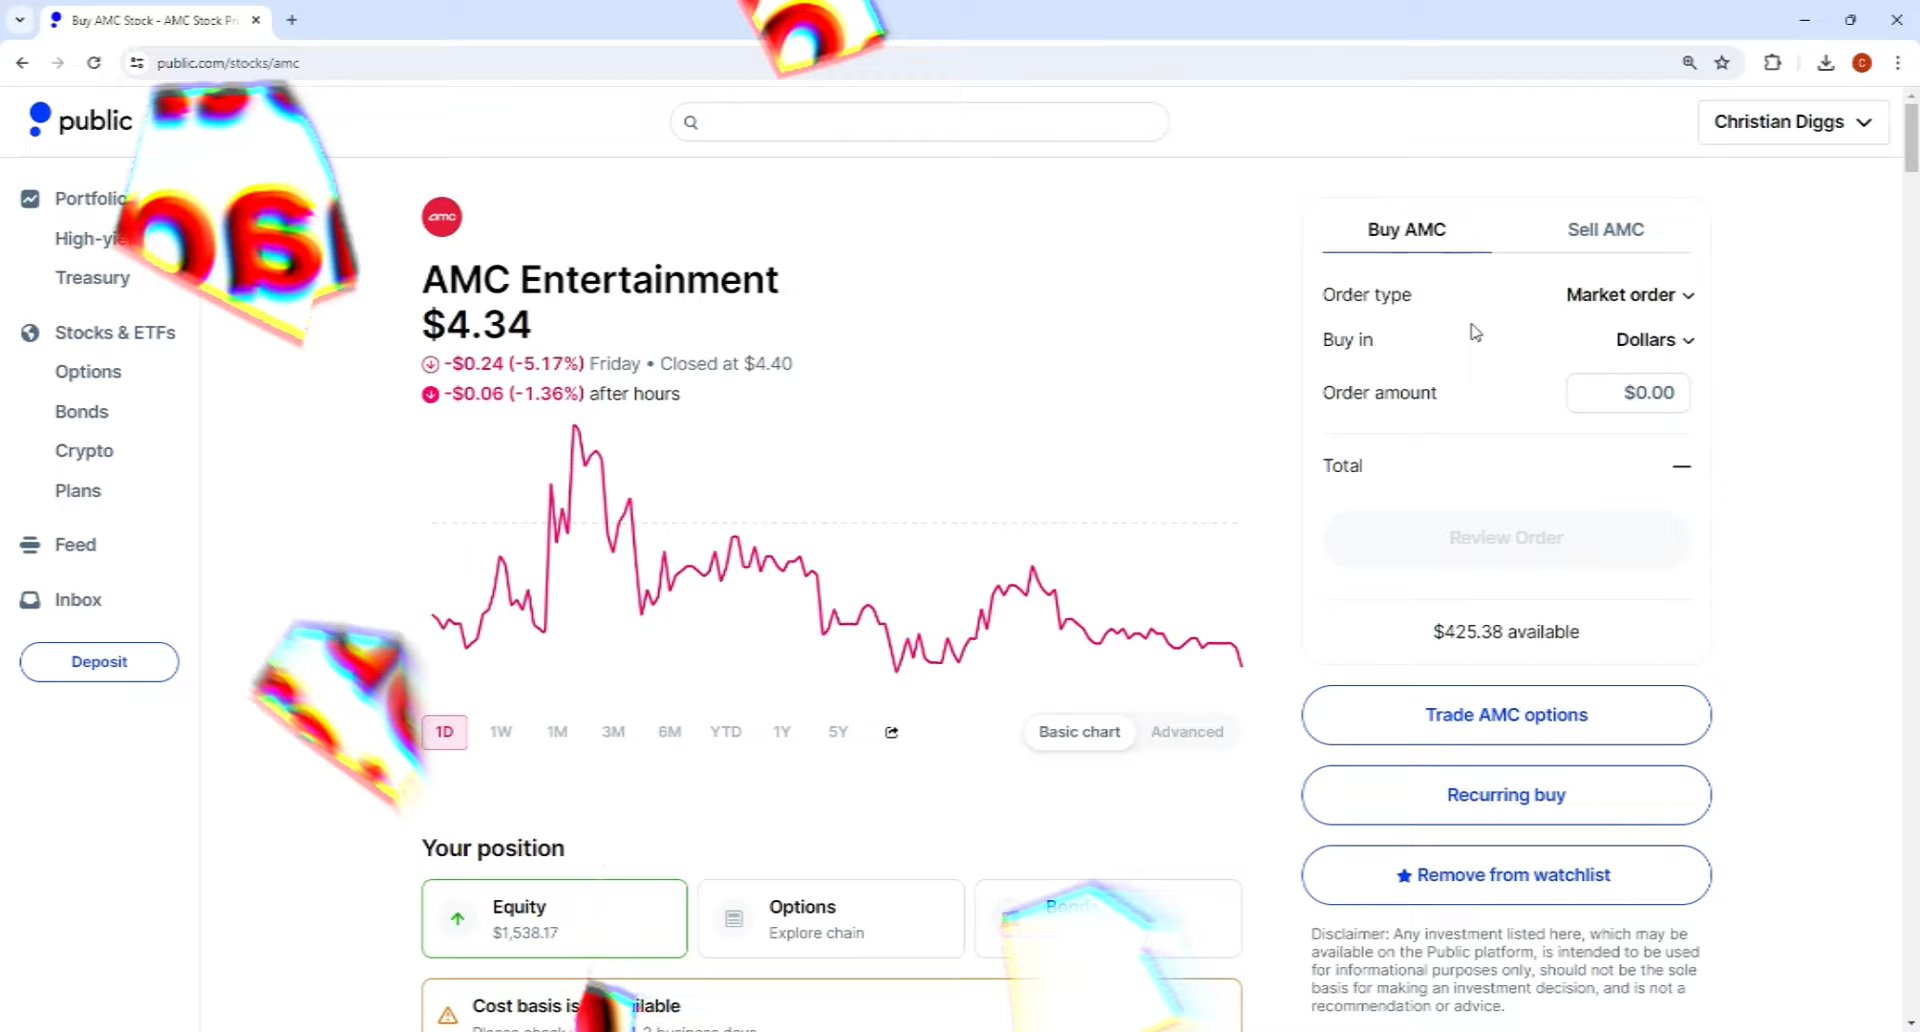 Buy AMC Stock - AMC Stock Pr
public.com/stocks/amc
C
public
Christian Diggs
Portfolio
High-yie
Treasury
Stocks & ETFs
Options
Bonds
Crypto
Plans
Feed
Inbox
Deposit
amc
AMC Entertainment
$4.34
-$0.24 (-5.17%) Friday • Closed at $4.40
-$0.06 (-1.36%) after hours
1D 1W 1M 3M 6M YTD 1Y 5Y
Basic chart Advanced
Your position
Equity
$1,538.17
Options
Explore chain
Bonds
Cost basis is
ilable
2 business days
Buy AMC Sell AMC
Order type Market order
Buy in Dollars
Order amount $0.00
Total —
Review Order
$425.38 available
Trade AMC options
Recurring buy
Remove from watchlist
Disclaimer: Any investment listed here, which may be
available on the Public platform, is intended to be used
for informational purposes only, should not be the sole
basis for making an investment decision, and is not a
recommendation or advice.